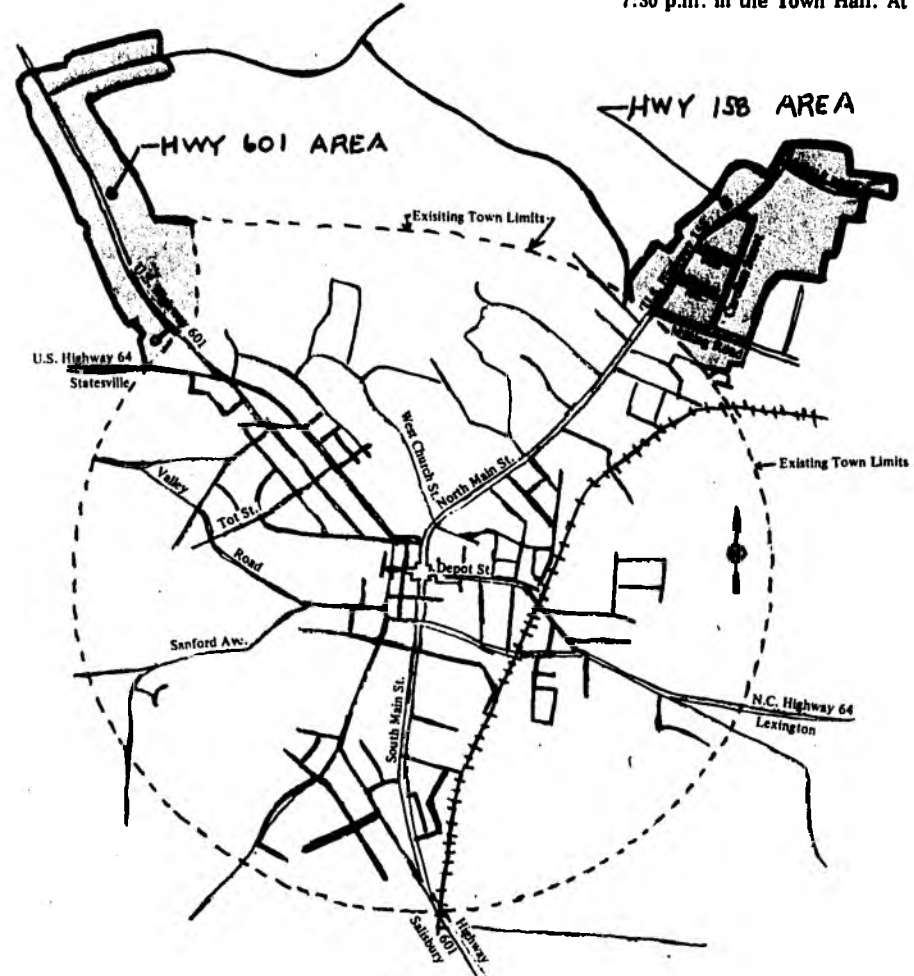 7:30 p.m. in the Town Hall. At
HWY 158 AREA
HWY 601 AREA
Exisiting Town Limits
U.S. Highway 601
U.S. Highway 64
Statesville
West Church St.
North Main St.
Existing Town Limits
Valley
Tot St.
Road
Depot St.
Sanford Ave.
South Main St.
N.C. Highway 64
Lexington
Salisbury
601
Highway